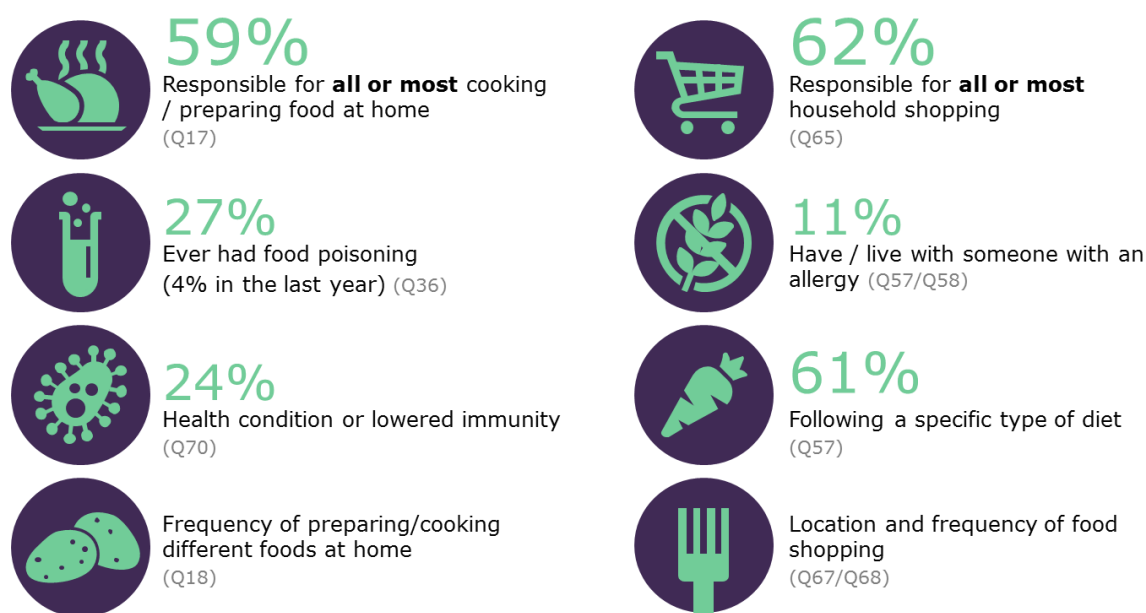 59%
Responsible for all or most cooking
/ preparing food at home
(Q17)
62%
Responsible for all or most
household shopping
(Q65)
27%
Ever had food poisoning
(4% in the last year) (Q36)
11%
Have / live with someone with an
allergy (Q57/Q58)
24%
Health condition or lowered immunity
(Q70)
61%
Following a specific type of diet
(Q57)
Frequency of preparing/cooking
different foods at home
(Q18)
Location and frequency of food
shopping
(Q67/Q68)